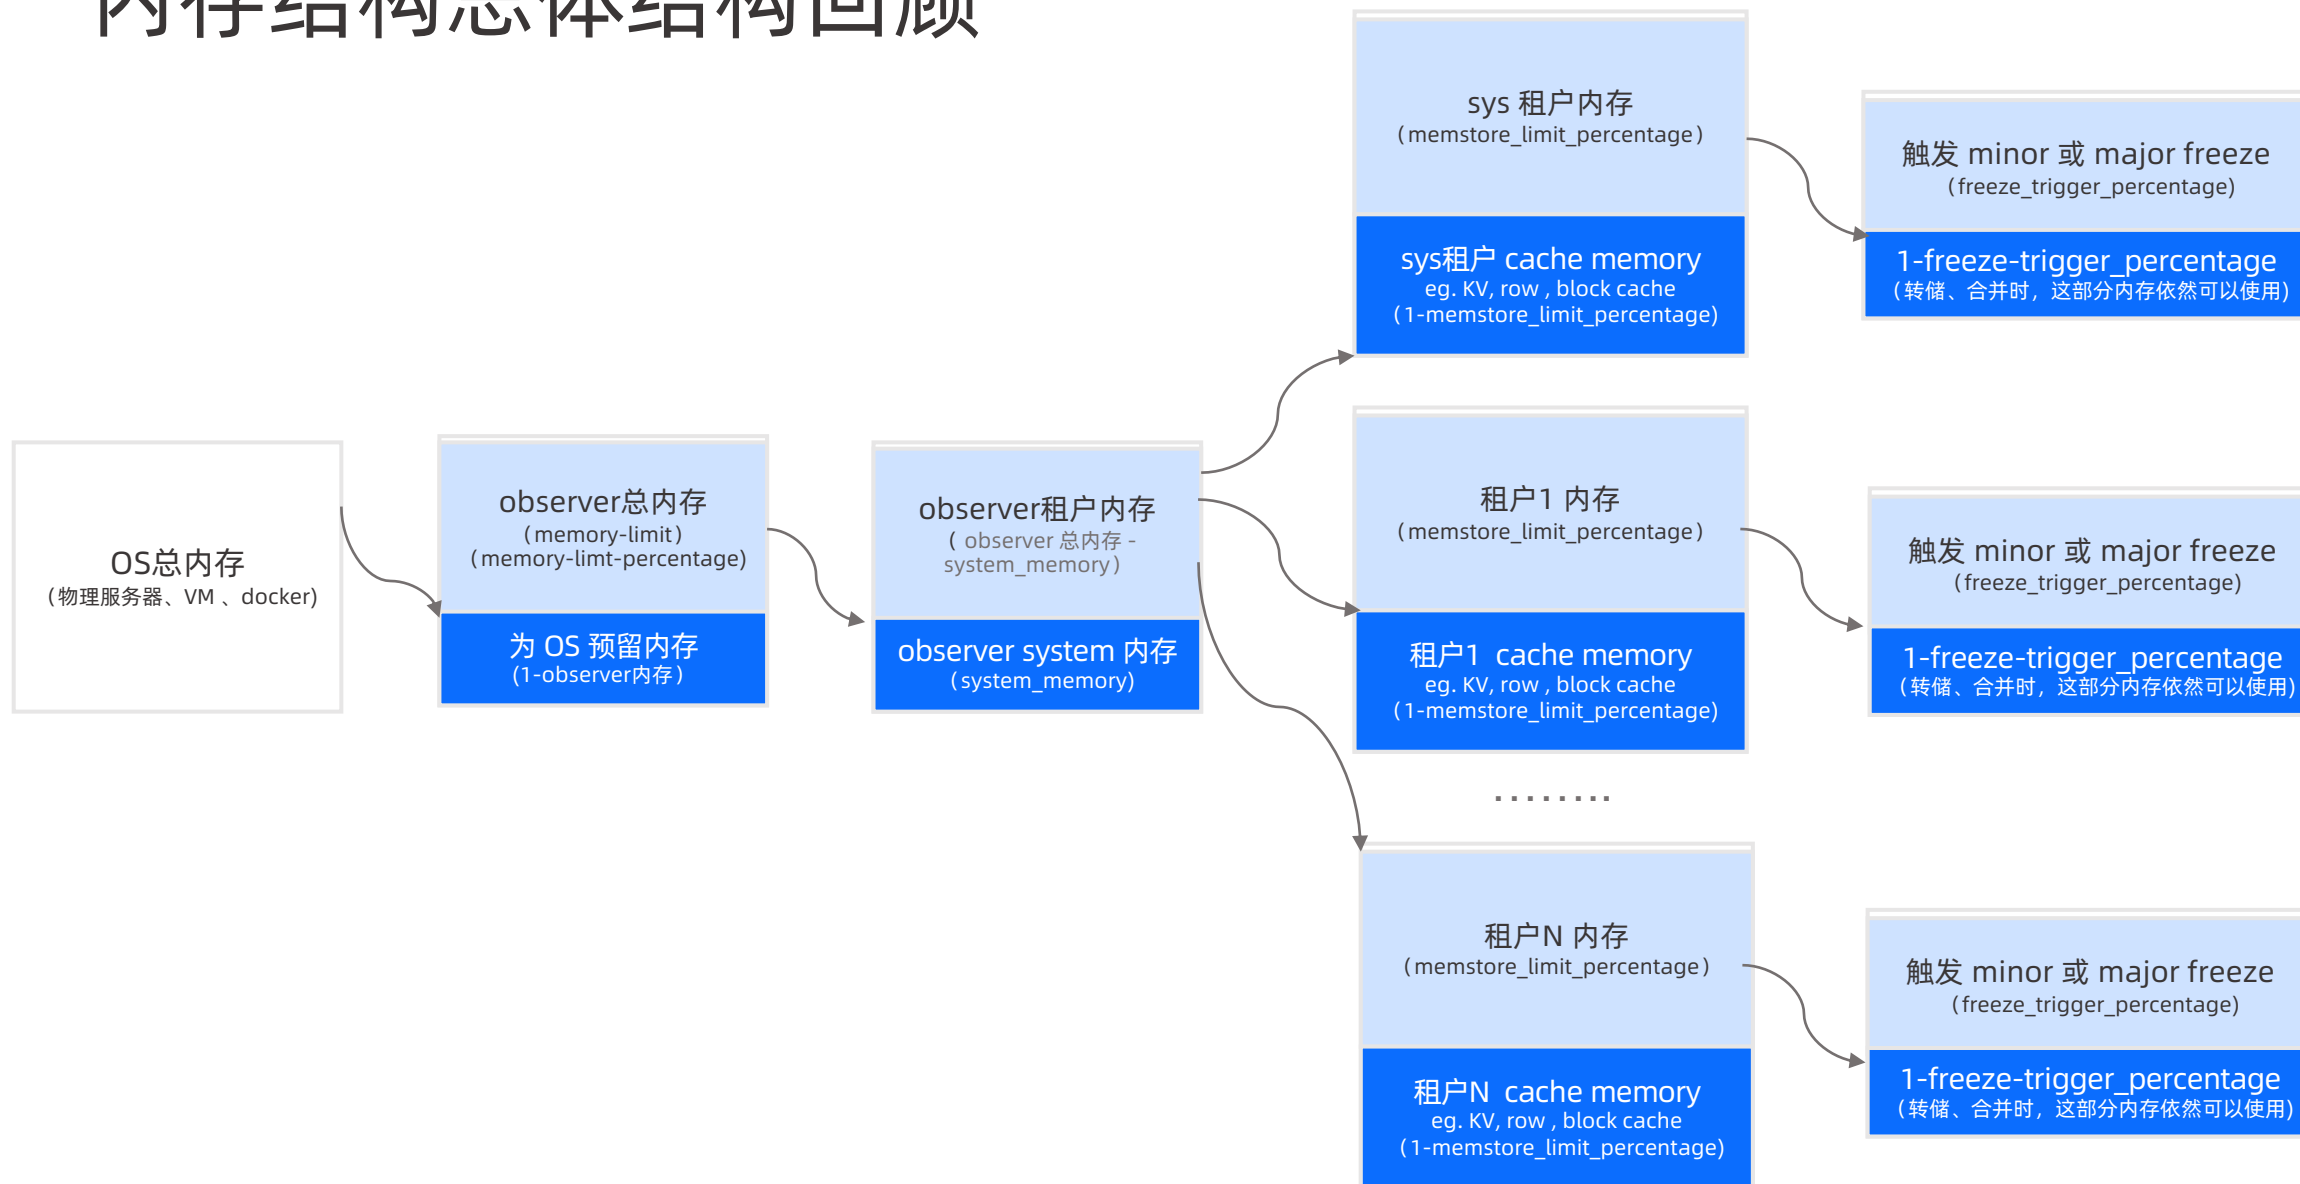 内存结构总体结构回顾
OS总内存
（物理服务器、VM 、docker)
observer总内存
（memory-limit）
（memory-limt-percentage)
为 OS 预留内存
(1-observer内存）
observer租户内存
（ observer 总内存 -
system_memory）
observer system 内存
（system_memory)
sys 租户内存
（memstore_limit_percentage）
sys租户 cache memory
eg. KV, row , block cache
（1-memstore_limit_percentage)
触发 minor 或 major freeze
（freeze_trigger_percentage)
1-freeze-trigger_percentage
（转储、合并时，这部分内存依然可以使用)
租户1 内存
（memstore_limit_percentage）
租户1 cache memory
eg. KV, row , block cache
（1-memstore_limit_percentage)
触发 minor 或 major freeze
（freeze_trigger_percentage)
1-freeze-trigger_percentage
（转储、合并时，这部分内存依然可以使用)
........
租户N 内存
（memstore_limit_percentage）
租户N cache memory
eg. KV, row , block cache
（1-memstore_limit_percentage)
触发 minor 或 major freeze
（freeze_trigger_percentage)
1-freeze-trigger_percentage
（转储、合并时，这部分内存依然可以使用)